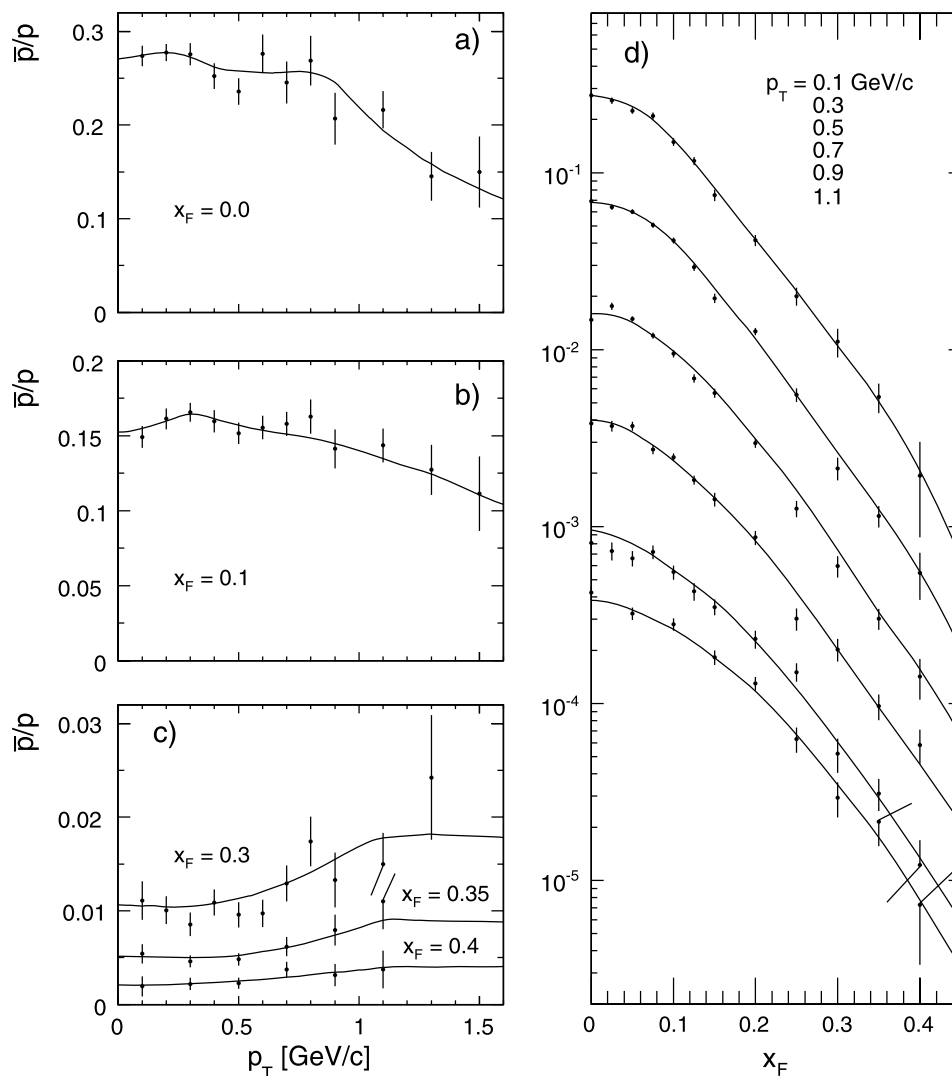 p̅/p
a)
0.3
0.2
0.1
0
x_F = 0.0
p̅/p
b)
0.2
0.15
0.1
0.05
0
x_F = 0.1
p̅/p
c)
0.03
0.02
0.01
0
x_F = 0.3
x_F = 0.35
x_F = 0.4
0 0.5 1 1.5
p_T [GeV/c]
d)
p_T = 0.1 GeV/c
0.3
0.5
0.7
0.9
1.1
10⁻¹
10⁻²
10⁻³
10⁻⁴
10⁻⁵
0 0.1 0.2 0.3 0.4
x_F